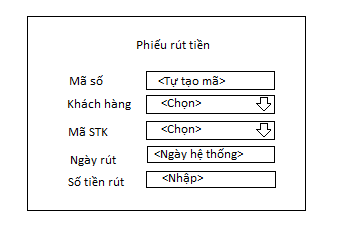 Phiếu rút tiền
Mã số <Tự tạo mã>
Khách hàng <Chọn>
Mã STK <Chọn>
Ngày rút <Ngày hệ thống>
Số tiền rút <Nhập>